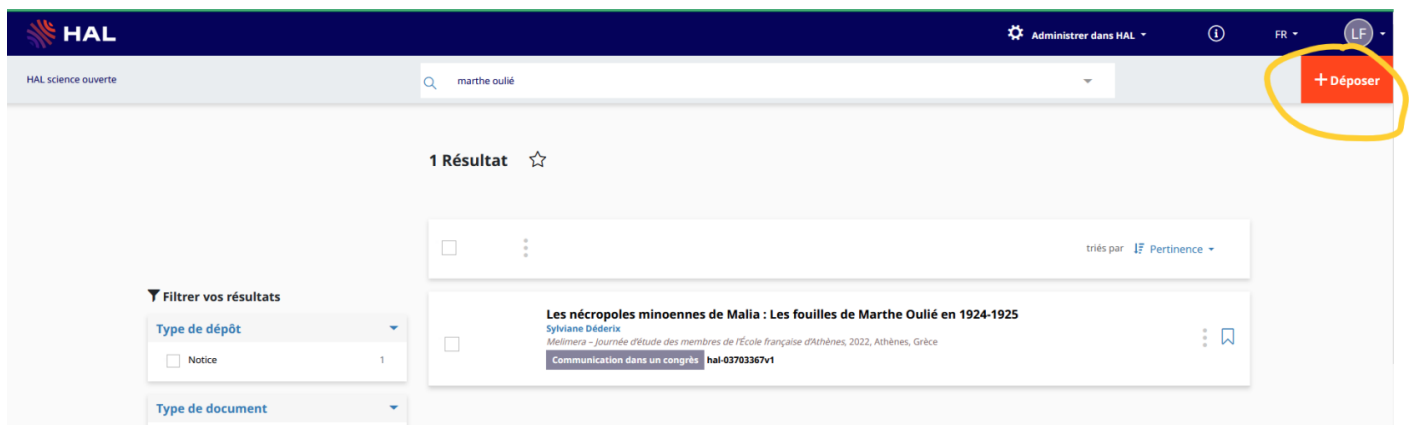 HAL
Administrer dans HAL
FR
LF
HAL science ouverte
marthe oulié
+ Déposer
1 Résultat
triés par Pertinence
Filtrer vos résultats
Type de dépôt
Notice 1
Type de document
Les nécropoles minoennes de Malia : Les fouilles de Marthe Oulié en 1924-1925
Sylviane Déderix
Melimera – Journée d'étude des membres de l'École française d'Athènes, 2022, Athènes, Grèce
Communication dans un congrès hal-03703367v1